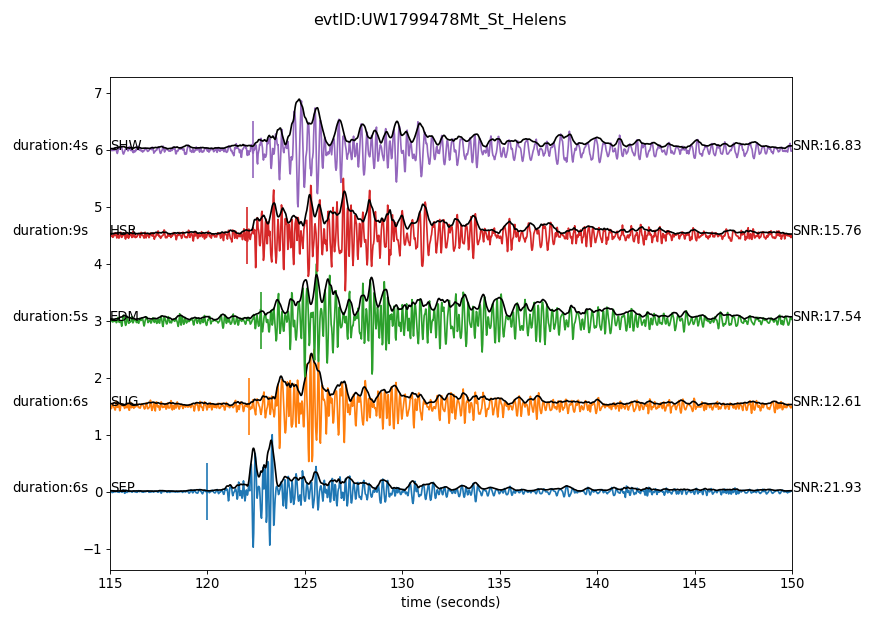 evtID:UW1799478Mt_St_Helens
7
duration:4s SHW SNR:16.83
6
5
duration:9s HSR SNR:15.76
4
duration:5s EDM SNR:17.54
3
2
duration:6s SUG SNR:12.61
1
duration:6s SEP SNR:21.93
0
−1
115 120 125 130 135 140 145 150
time (seconds)